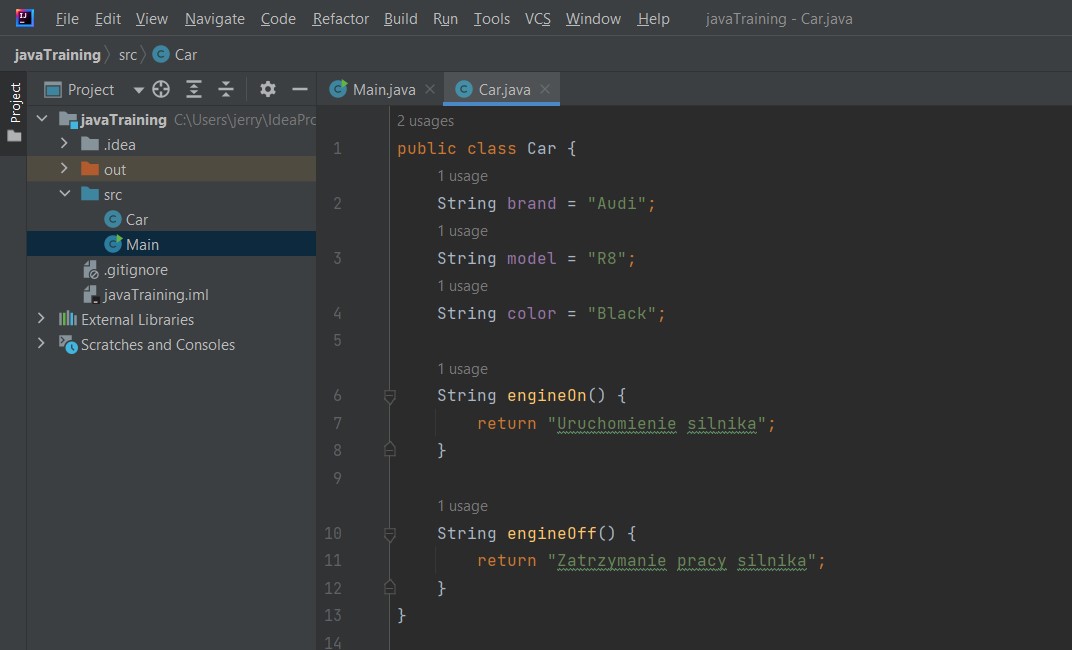 File Edit View Navigate Code Refactor Build Run Tools VCS Window Help javaTraining - Car.java
javaTraining src Car
Project
Project
javaTraining C:\Users\jerry\IdeaPrc
.idea
out
src
Car
Main
.gitignore
javaTraining.iml
External Libraries
Scratches and Consoles
Main.java Car.java
2 usages
1 public class Car {
1 usage
2 String brand = "Audi";
1 usage
3 String model = "R8";
1 usage
4 String color = "Black";
5
1 usage
6 String engineOn() {
7 return "Uruchomienie silnika";
8 }
9
1 usage
10 String engineOff() {
11 return "Zatrzymanie pracy silnika";
12 }
13 }
14